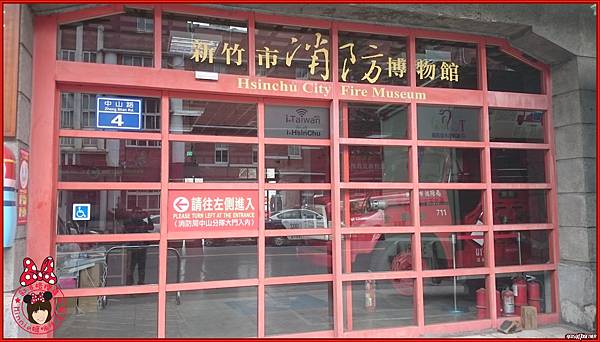 新竹市消防博物館
Hsinchu City Fire Museum
中山路
Zhong Shan Rd.
4
iTaiwan
iHsinChu
請往左側進入
PLEASE TURN LEFT AT THE ENTRANCE
(消防局中山分隊大門入內)
711